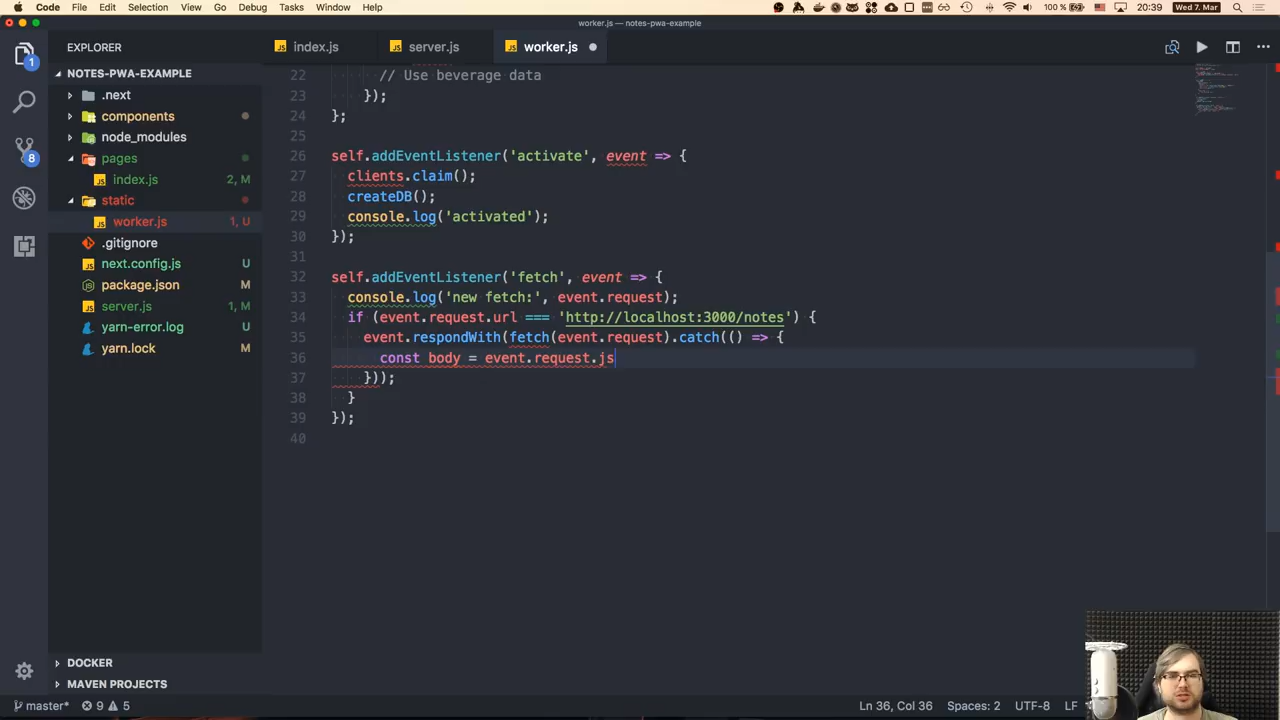 Code File Edit Selection View Go Debug Tasks Window Help 100 % 20:39 Wed 7. Mar
worker.js — notes-pwa-example
EXPLORER
index.js server.js worker.js
NOTES-PWA-EXAMPLE
.next
components
node_modules
pages
index.js 2, M
static
worker.js 1, U
.gitignore
next.config.js U
package.json M
server.js 1, M
yarn-error.log U
yarn.lock M
DOCKER
MAVEN PROJECTS
1
8
22 // Use beverage data
23 });
24 };
25
26 self.addEventListener('activate', event => {
27 clients.claim();
28 createDB();
29 console.log('activated');
30 });
31
32 self.addEventListener('fetch', event => {
33 console.log('new fetch:', event.request);
34 if (event.request.url === 'http://localhost:3000/notes') {
35 event.respondWith(fetch(event.request).catch(() => {
36 const body = event.request.js
37 }));
38 }
39 });
40
master* 9 5 Ln 36, Col 36 Spaces: 2 UTF-8 LF